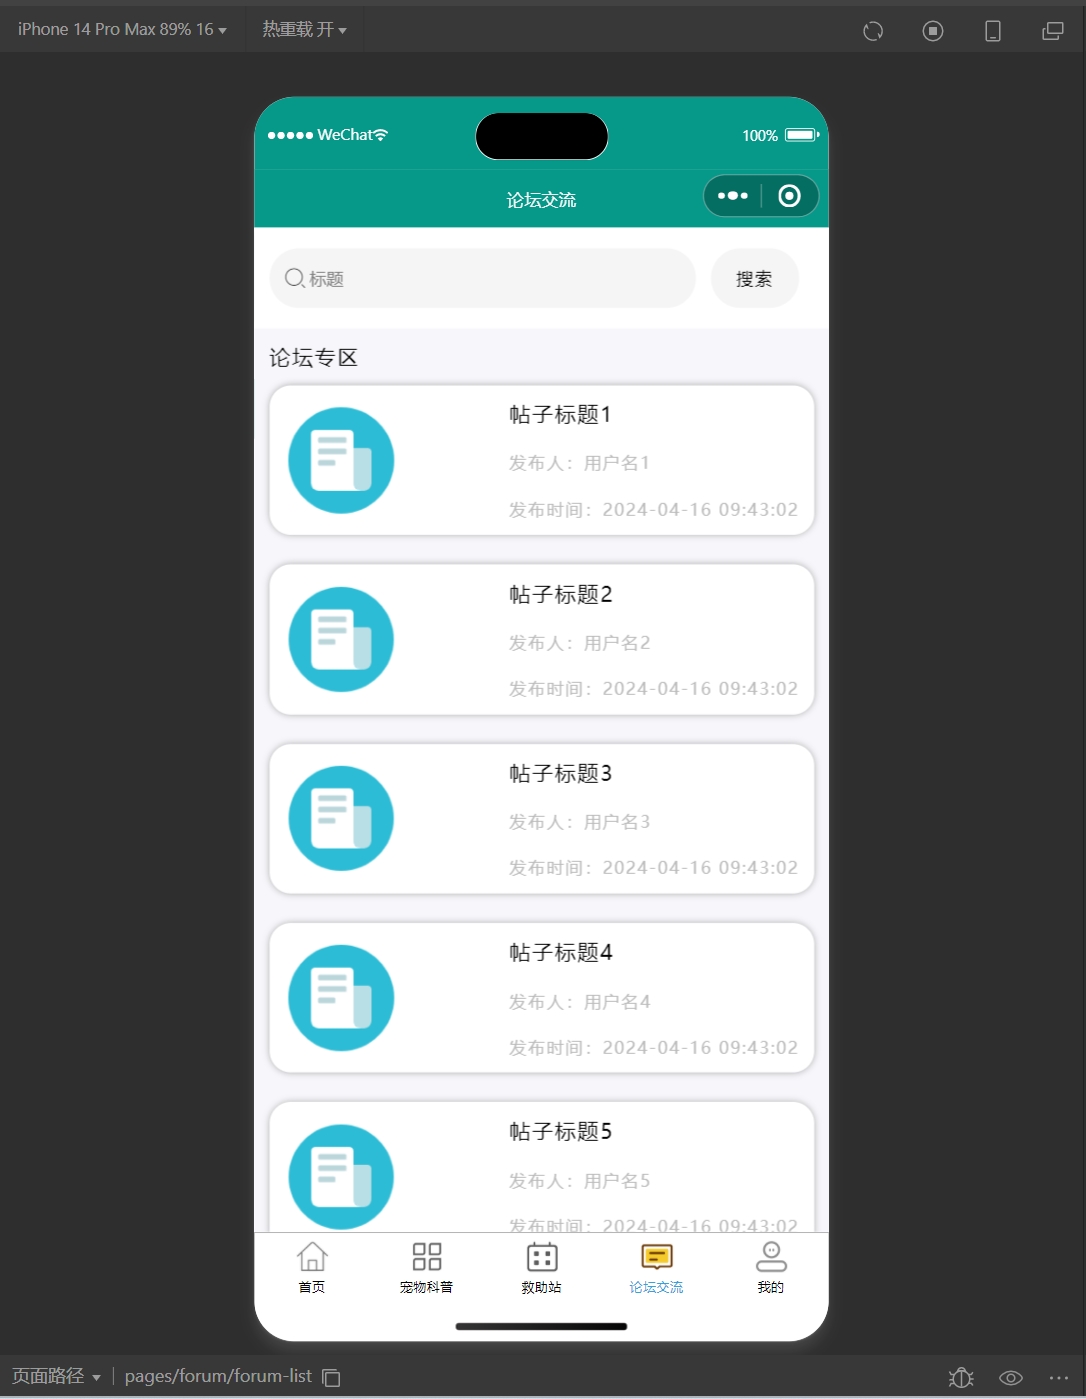 iPhone 14 Pro Max 89% 16 热重载 开
WeChat 100%
论坛交流
标题 搜索
论坛专区
帖子标题1
发布人：用户名1
发布时间：2024-04-16 09:43:02
帖子标题2
发布人：用户名2
发布时间：2024-04-16 09:43:02
帖子标题3
发布人：用户名3
发布时间：2024-04-16 09:43:02
帖子标题4
发布人：用户名4
发布时间：2024-04-16 09:43:02
帖子标题5
发布人：用户名5
发布时间：2024-04-16 09:43:02
首页 宠物科普 救助站 论坛交流 我的
页面路径 pages/forum/forum-list